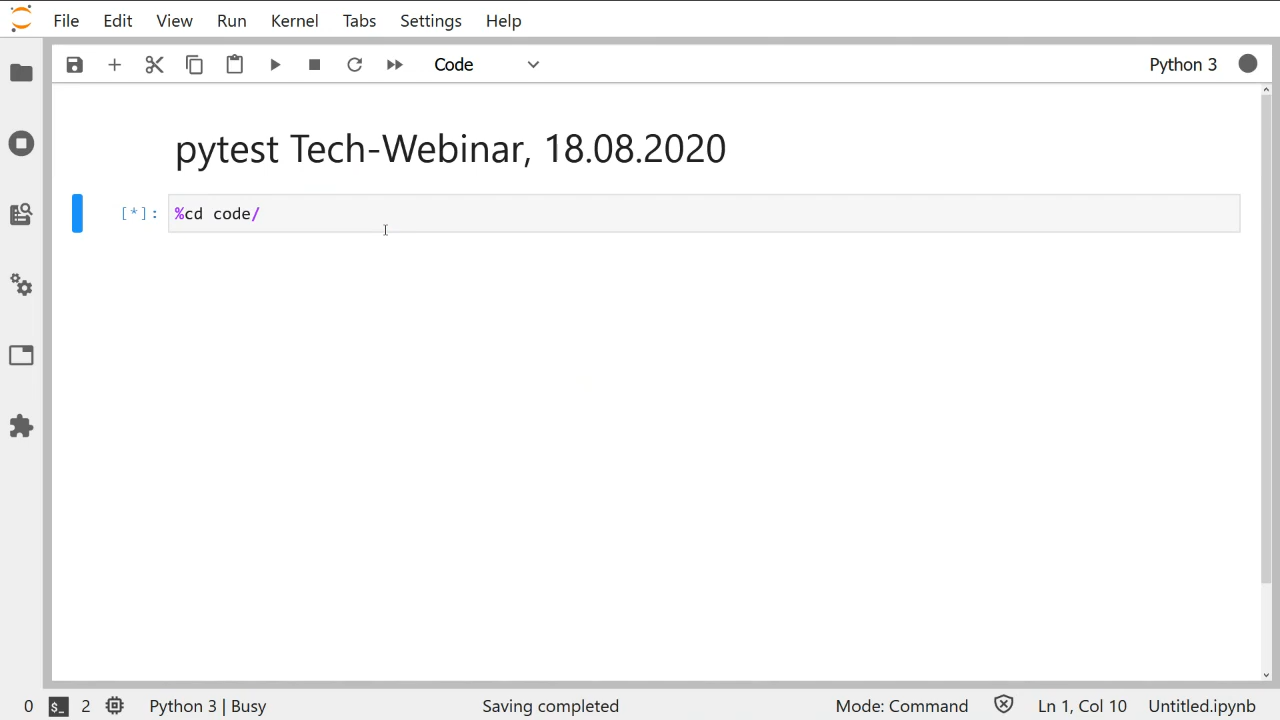 File Edit View Run Kernel Tabs Settings Help
Code Python 3
pytest Tech-Webinar, 18.08.2020
[*]: %cd code/
0 $_ 2 Python 3 | Busy Saving completed Mode: Command Ln 1, Col 10 Untitled.ipynb